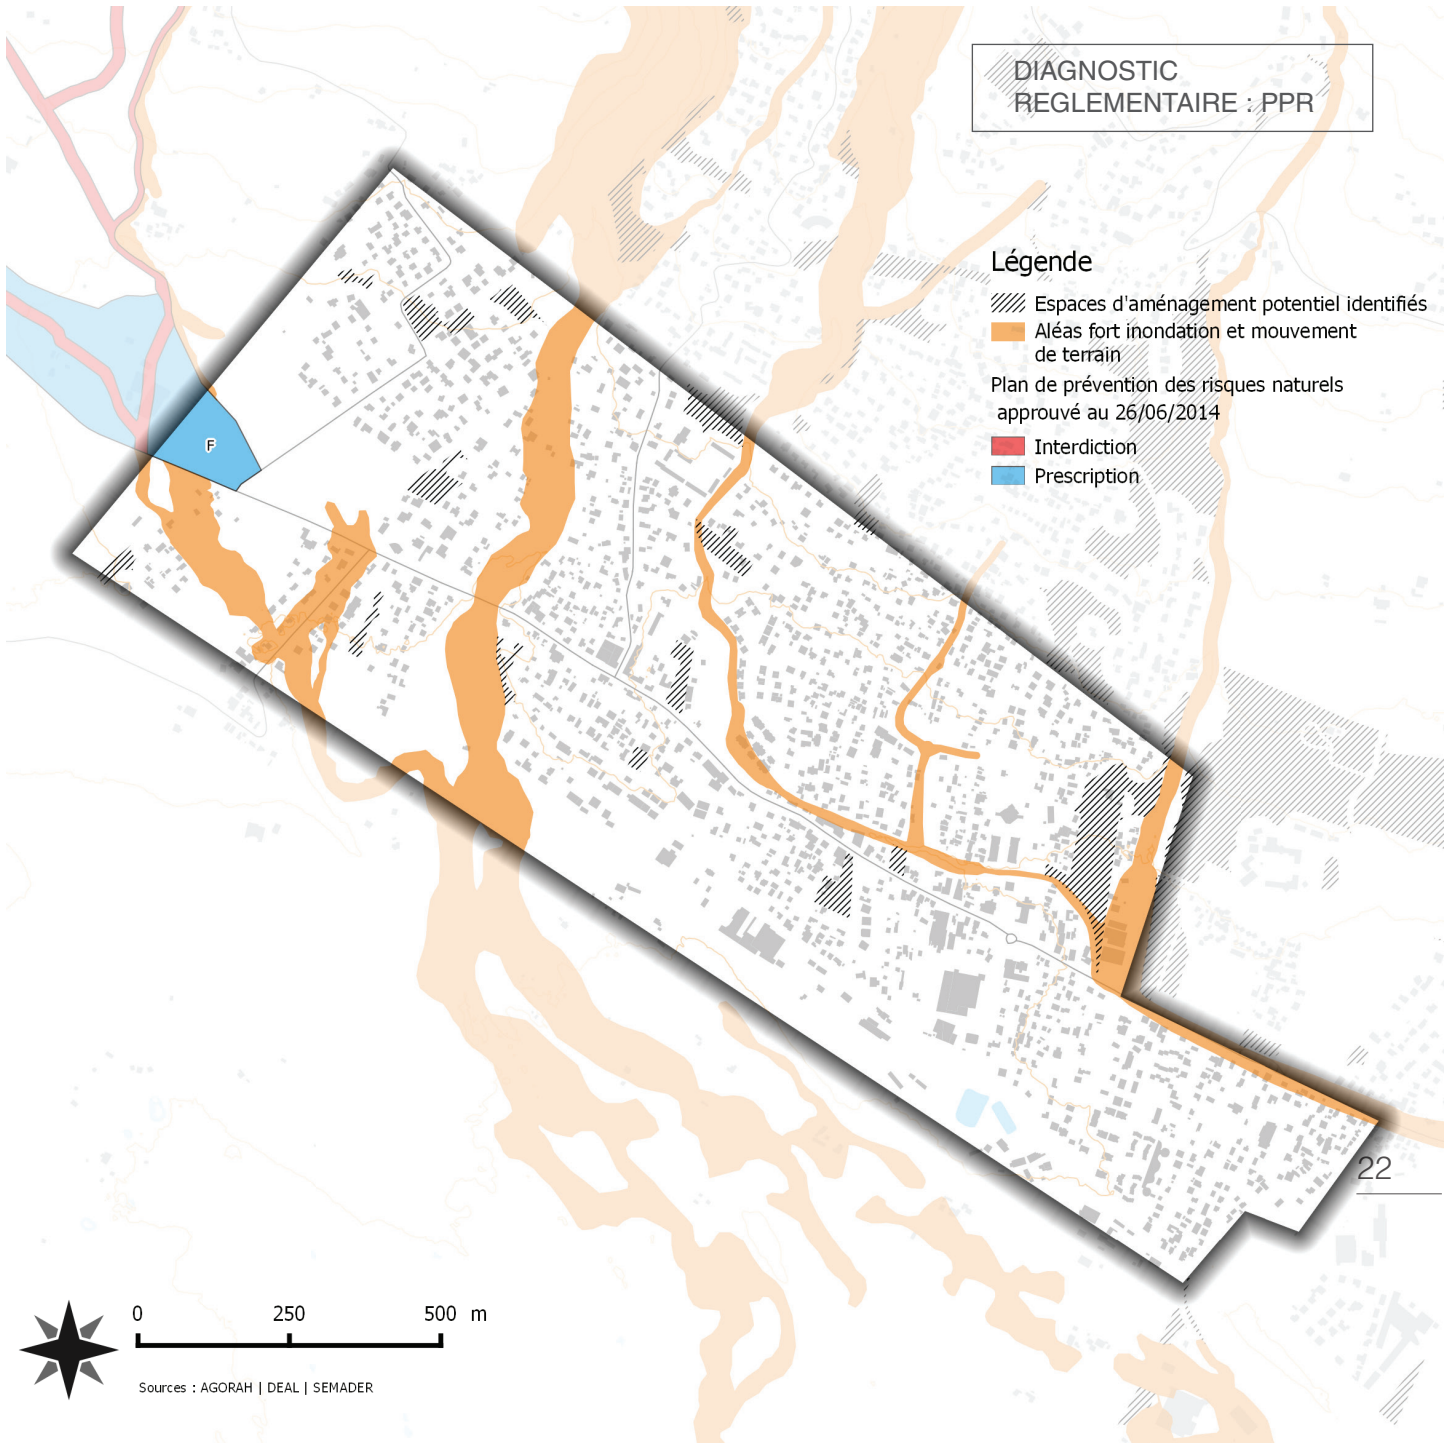 DIAGNOSTIC
REGLEMENTAIRE : PPR
Légende
Espaces d'aménagement potentiel identifiés
Aléas fort inondation et mouvement
de terrain
Plan de prévention des risques naturels
approuvé au 26/06/2014
Interdiction
Prescription
F
22
0 250 500 m
Sources : AGORAH | DEAL | SEMADER